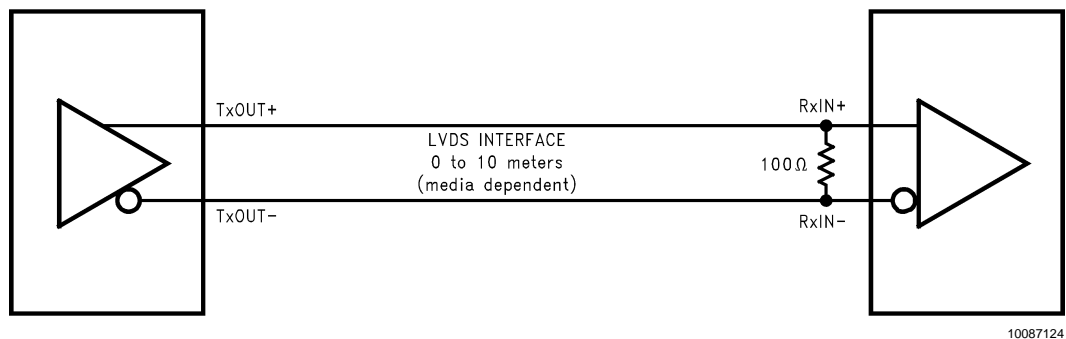 TxOUT+
RxIN+
LVDS INTERFACE
0 to 10 meters
(media dependent)
100Ω
TxOUT-
RxIN-
10087124